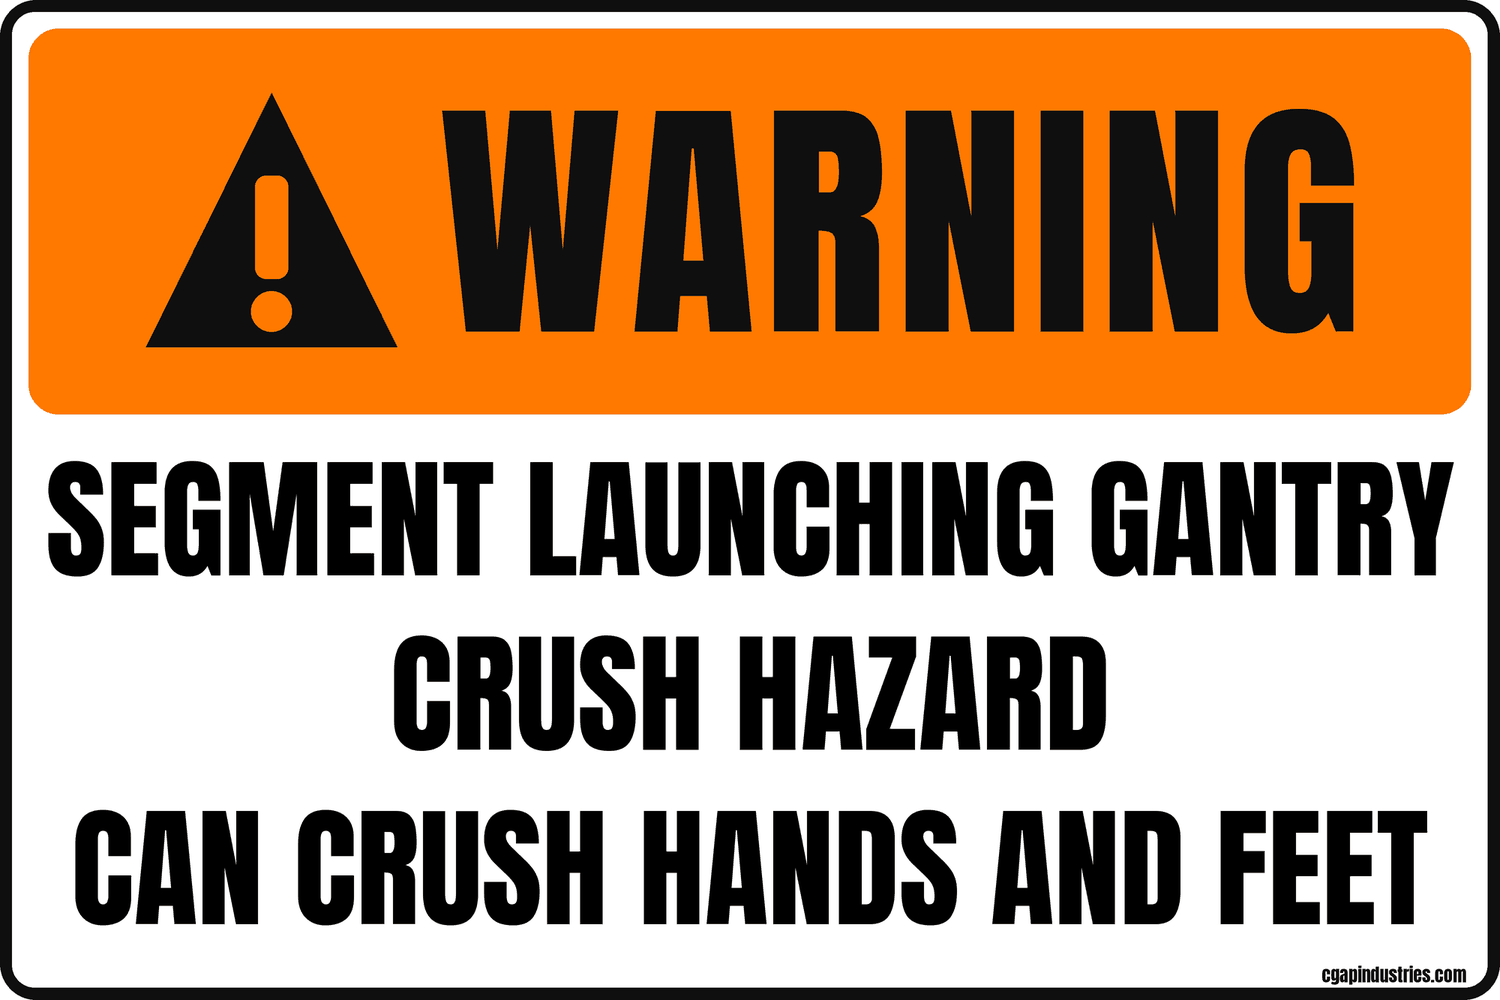 WARNING
SEGMENT LAUNCHING GANTRY
CRUSH HAZARD
CAN CRUSH HANDS AND FEET
cgapindustries.com